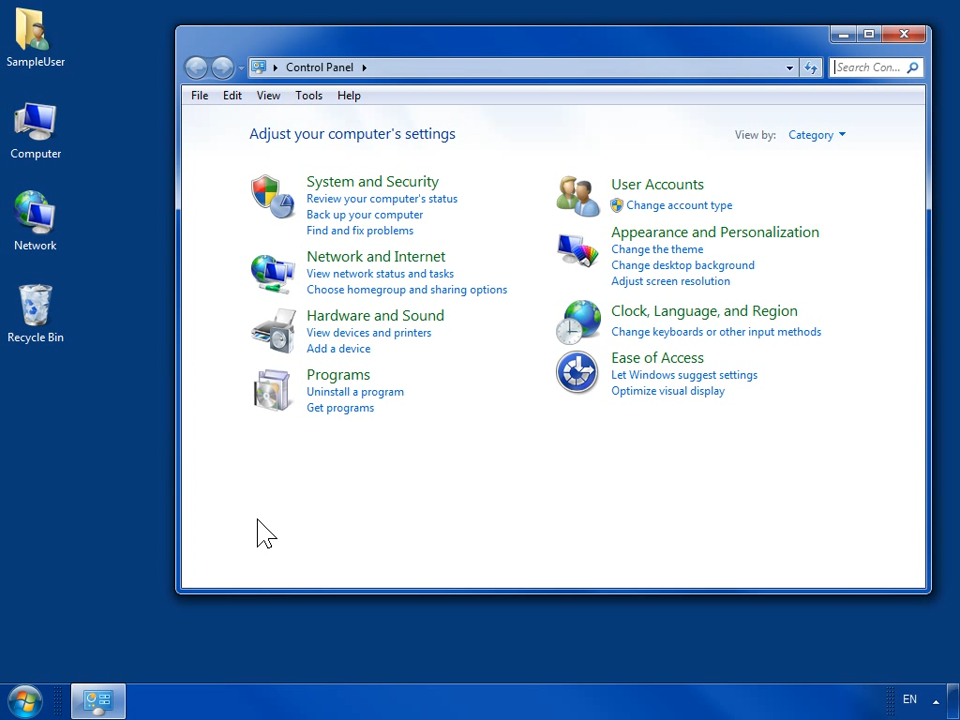 SampleUser
Computer
Network
Recycle Bin
Control Panel
Search Con...
File Edit View Tools Help
Adjust your computer's settings
View by: Category
System and Security
Review your computer's status
Back up your computer
Find and fix problems
Network and Internet
View network status and tasks
Choose homegroup and sharing options
Hardware and Sound
View devices and printers
Add a device
Programs
Uninstall a program
Get programs
User Accounts
Change account type
Appearance and Personalization
Change the theme
Change desktop background
Adjust screen resolution
Clock, Language, and Region
Change keyboards or other input methods
Ease of Access
Let Windows suggest settings
Optimize visual display
EN